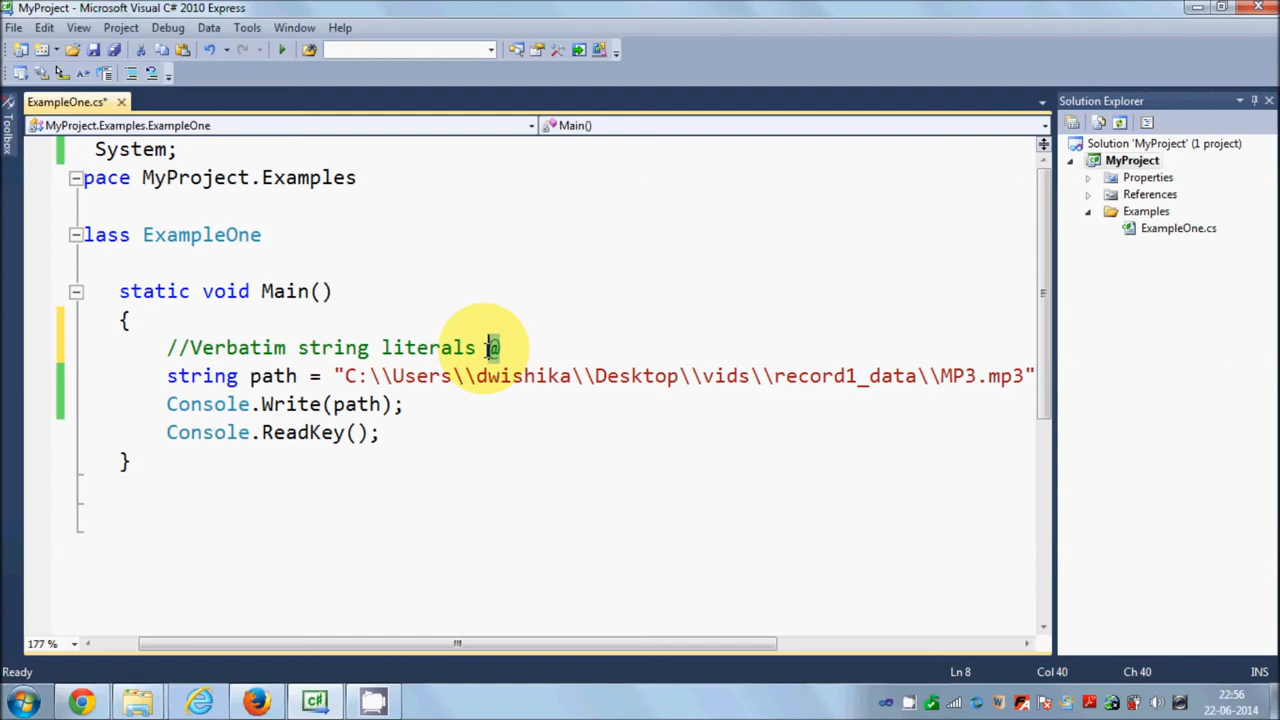 MyProject - Microsoft Visual C# 2010 Express
File Edit View Project Debug Data Tools Window Help
ExampleOne.cs*
Solution Explorer
MyProject.Examples.ExampleOne
Main()
Toolbox
System;
pace MyProject.Examples
lass ExampleOne
static void Main()
{
//Verbatim string literals @
string path = "C:\\Users\\dwishika\\Desktop\\vids\\record1_data\\MP3.mp3"
Console.Write(path);
Console.ReadKey();
}
Solution 'MyProject' (1 project)
MyProject
Properties
References
Examples
ExampleOne.cs
177 %
Ready
Ln 8
Col 40
Ch 40
INS
22:56
22-06-2014